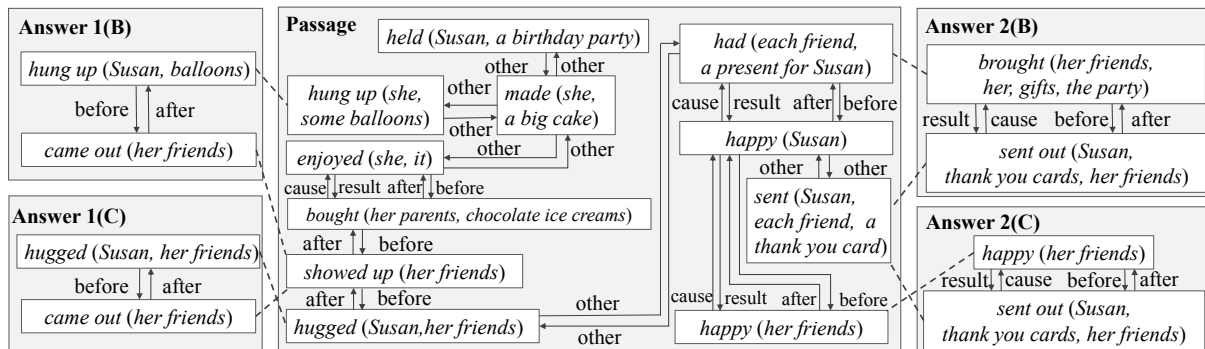 Answer 1(B)
hung up (Susan, balloons)
before
after
came out (her friends)
Answer 1(C)
hugged (Susan, her friends)
before
after
came out (her friends)
Passage
held (Susan, a birthday party)
other
other
hung up (she,
some balloons)
other
other
made (she,
a big cake)
enjoyed (she, it)
other
other
cause
result
after
before
bought (her parents, chocolate ice creams)
after
before
showed up (her friends)
after
before
hugged (Susan,her friends)
other
other
had (each friend,
a present for Susan)
cause
result
after
before
happy (Susan)
other
other
sent (Susan,
each friend, a
thank you card)
cause
result
after
before
happy (her friends)
Answer 2(B)
brought (her friends,
her, gifts, the party)
result
cause
before
after
sent out (Susan,
thank you cards, her friends)
Answer 2(C)
happy (her friends)
result
cause
before
after
sent out (Susan,
thank you cards, her friends)